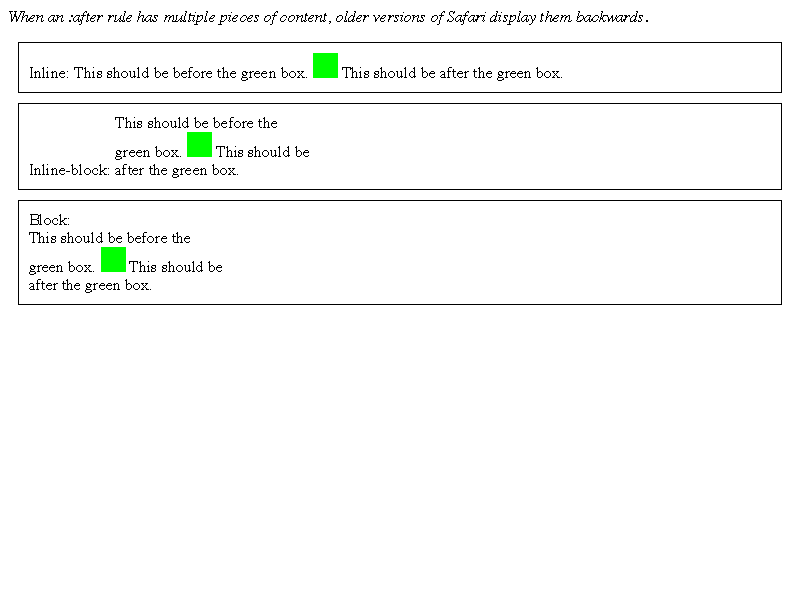 When an :after rule has multiple pieces of content, older versions of Safari display them backwards.
Inline: This should be before the green box. This should be after the green box.
This should be before the
green box. This should be
Inline-block: after the green box.
Block:
This should be before the
green box. This should be
after the green box.